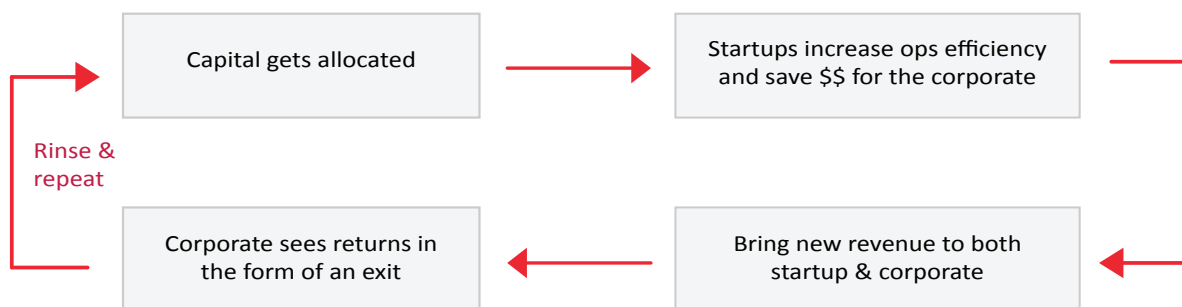 Capital gets allocated
Startups increase ops efficiency
and save $$ for the corporate
Rinse &
repeat
Corporate sees returns in
the form of an exit
Bring new revenue to both
startup & corporate